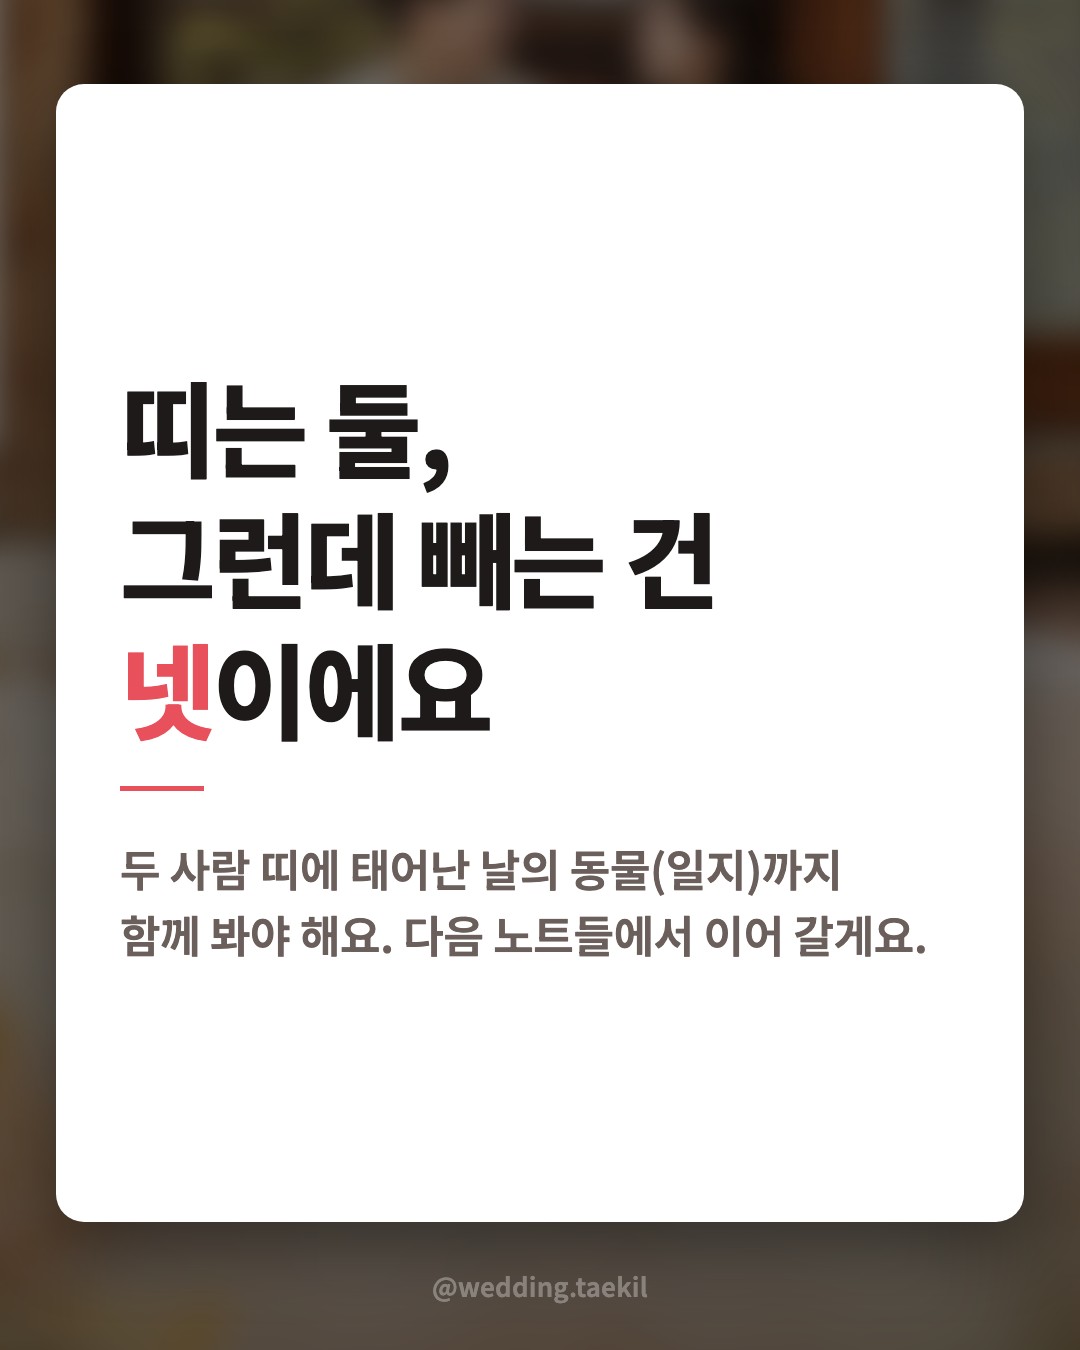 띠는 둘,
그런데 빼는 건
넷이에요
두 사람 띠에 태어난 날의 동물(일지)까지
함께 봐야 해요. 다음 노트들에서 이어 갈게요.
@wedding.taekil